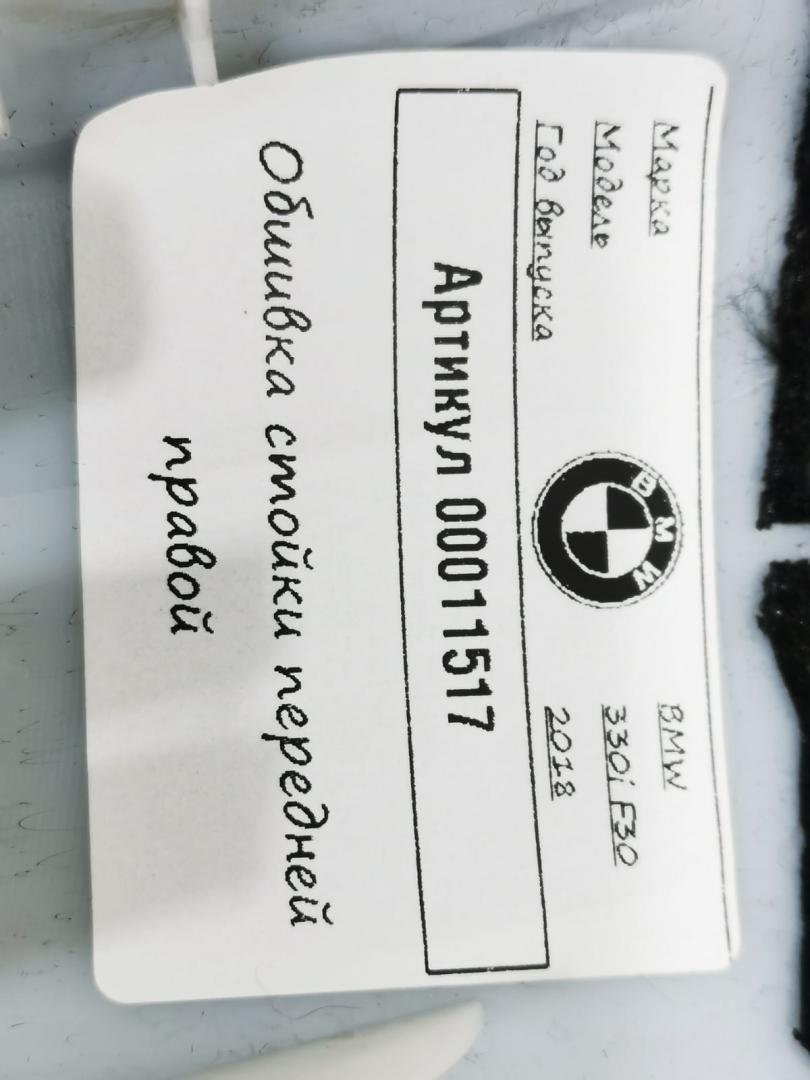 Марка BMW
Модель 330i F30
Год выпуска 2018
BMW
Артикул 00011517
Обшивка стойки передней
правой